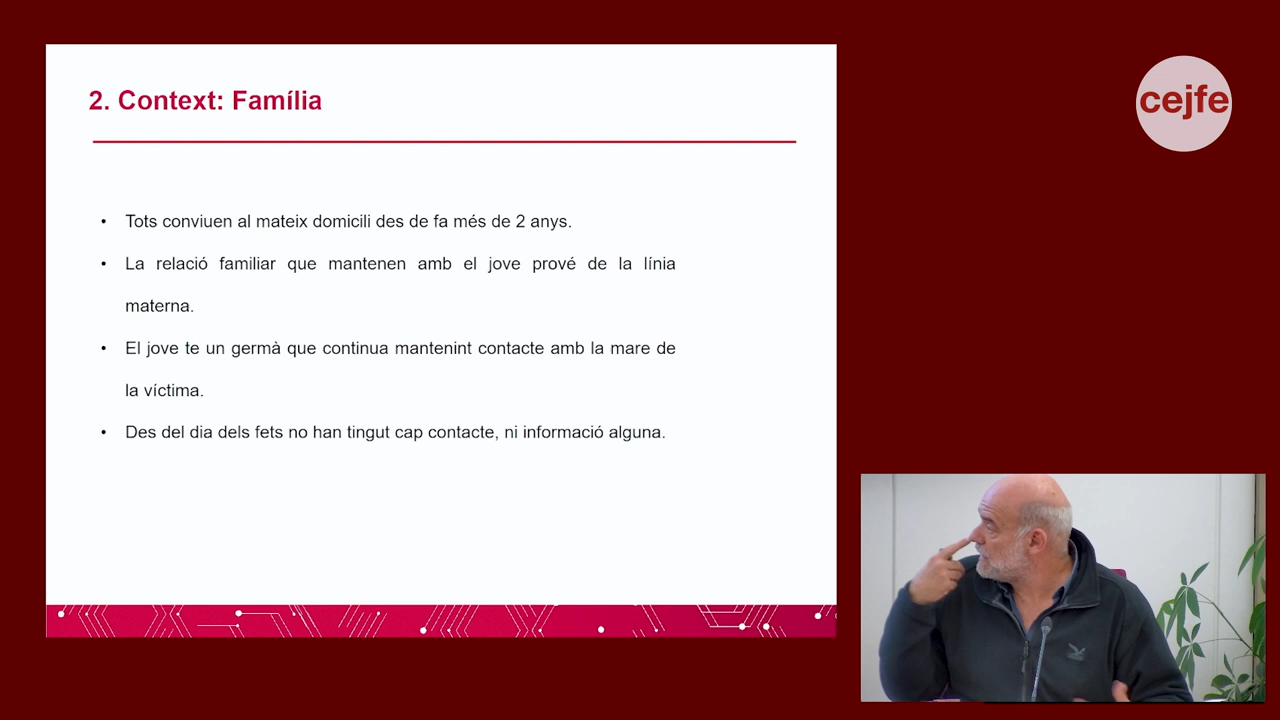 2. Context: Família
cejfe
• Tots conviuen al mateix domicili des de fa més de 2 anys.
• La relació familiar que mantenen amb el jove prové de la línia
materna.
• El jove te un germà que continua mantenint contacte amb la mare de
la víctima.
• Des del dia dels fets no han tingut cap contacte, ni informació alguna.